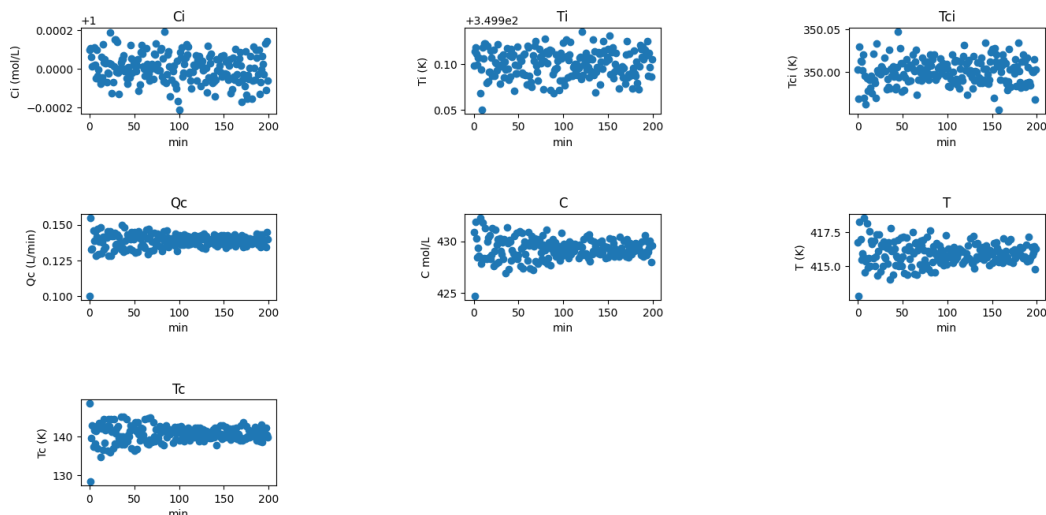 Ci
+1
0.0002
0.0000
−0.0002
Ci (mol/L)
0 50 100 150 200
min
Ti
+3.499e2
0.10
0.05
Ti (K)
0 50 100 150 200
min
Tci
350.05
350.00
Tci (K)
0 50 100 150 200
min
Qc
0.150
0.125
0.100
Qc (L/min)
0 50 100 150 200
min
C
430
425
C mol/L
0 50 100 150 200
min
T
417.5
415.0
T (K)
0 50 100 150 200
min
Tc
140
130
Tc (K)
0 50 100 150 200
min